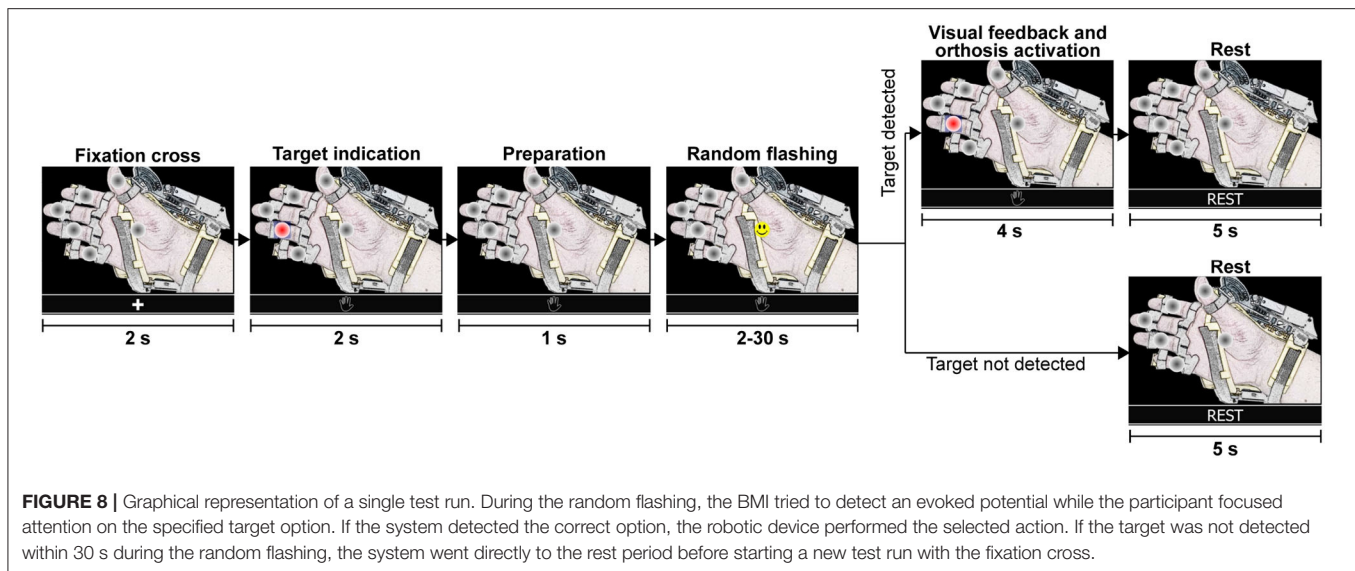 Visual feedback and
orthosis activation
Rest
Target detected
Fixation cross
Target indication
Preparation
Random flashing
REST
4 s
5 s
+
2 s
2 s
1 s
2-30 s
Rest
Target not detected
REST
5 s
FIGURE 8 | Graphical representation of a single test run. During the random flashing, the BMI tried to detect an evoked potential while the participant focused
attention on the specified target option. If the system detected the correct option, the robotic device performed the selected action. If the target was not detected
within 30 s during the random flashing, the system went directly to the rest period before starting a new test run with the fixation cross.